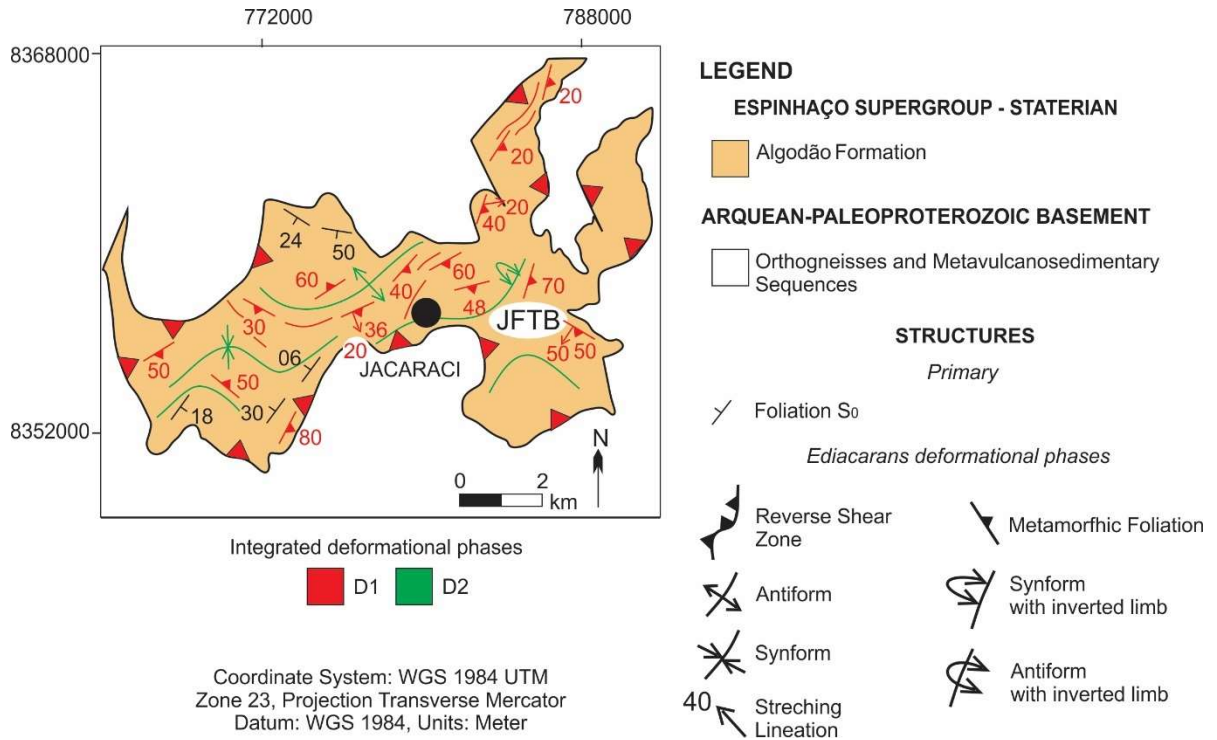 772000
788000
8368000
20
20
20
40
24
50
60
40
60
48
70
30
36
20
50
50
JFTB
50
50
06
JACARACI
18
30
80
8352000
N
0 2
km
Integrated deformational phases
D1
D2
Coordinate System: WGS 1984 UTM
Zone 23, Projection Transverse Mercator
Datum: WGS 1984, Units: Meter
LEGEND
ESPINHAÇO SUPERGROUP - STATERIAN
Algodão Formation
ARQUEAN-PALEOPROTEROZOIC BASEMENT
Orthogneisses and Metavulcanosedimentary
Sequences
STRUCTURES
Primary
Foliation S0
Ediacarans deformational phases
Reverse Shear
Zone
Metamorfhic Foliation
Antiform
Synform
with inverted limb
Synform
Antiform
with inverted limb
40
Streching
Lineation